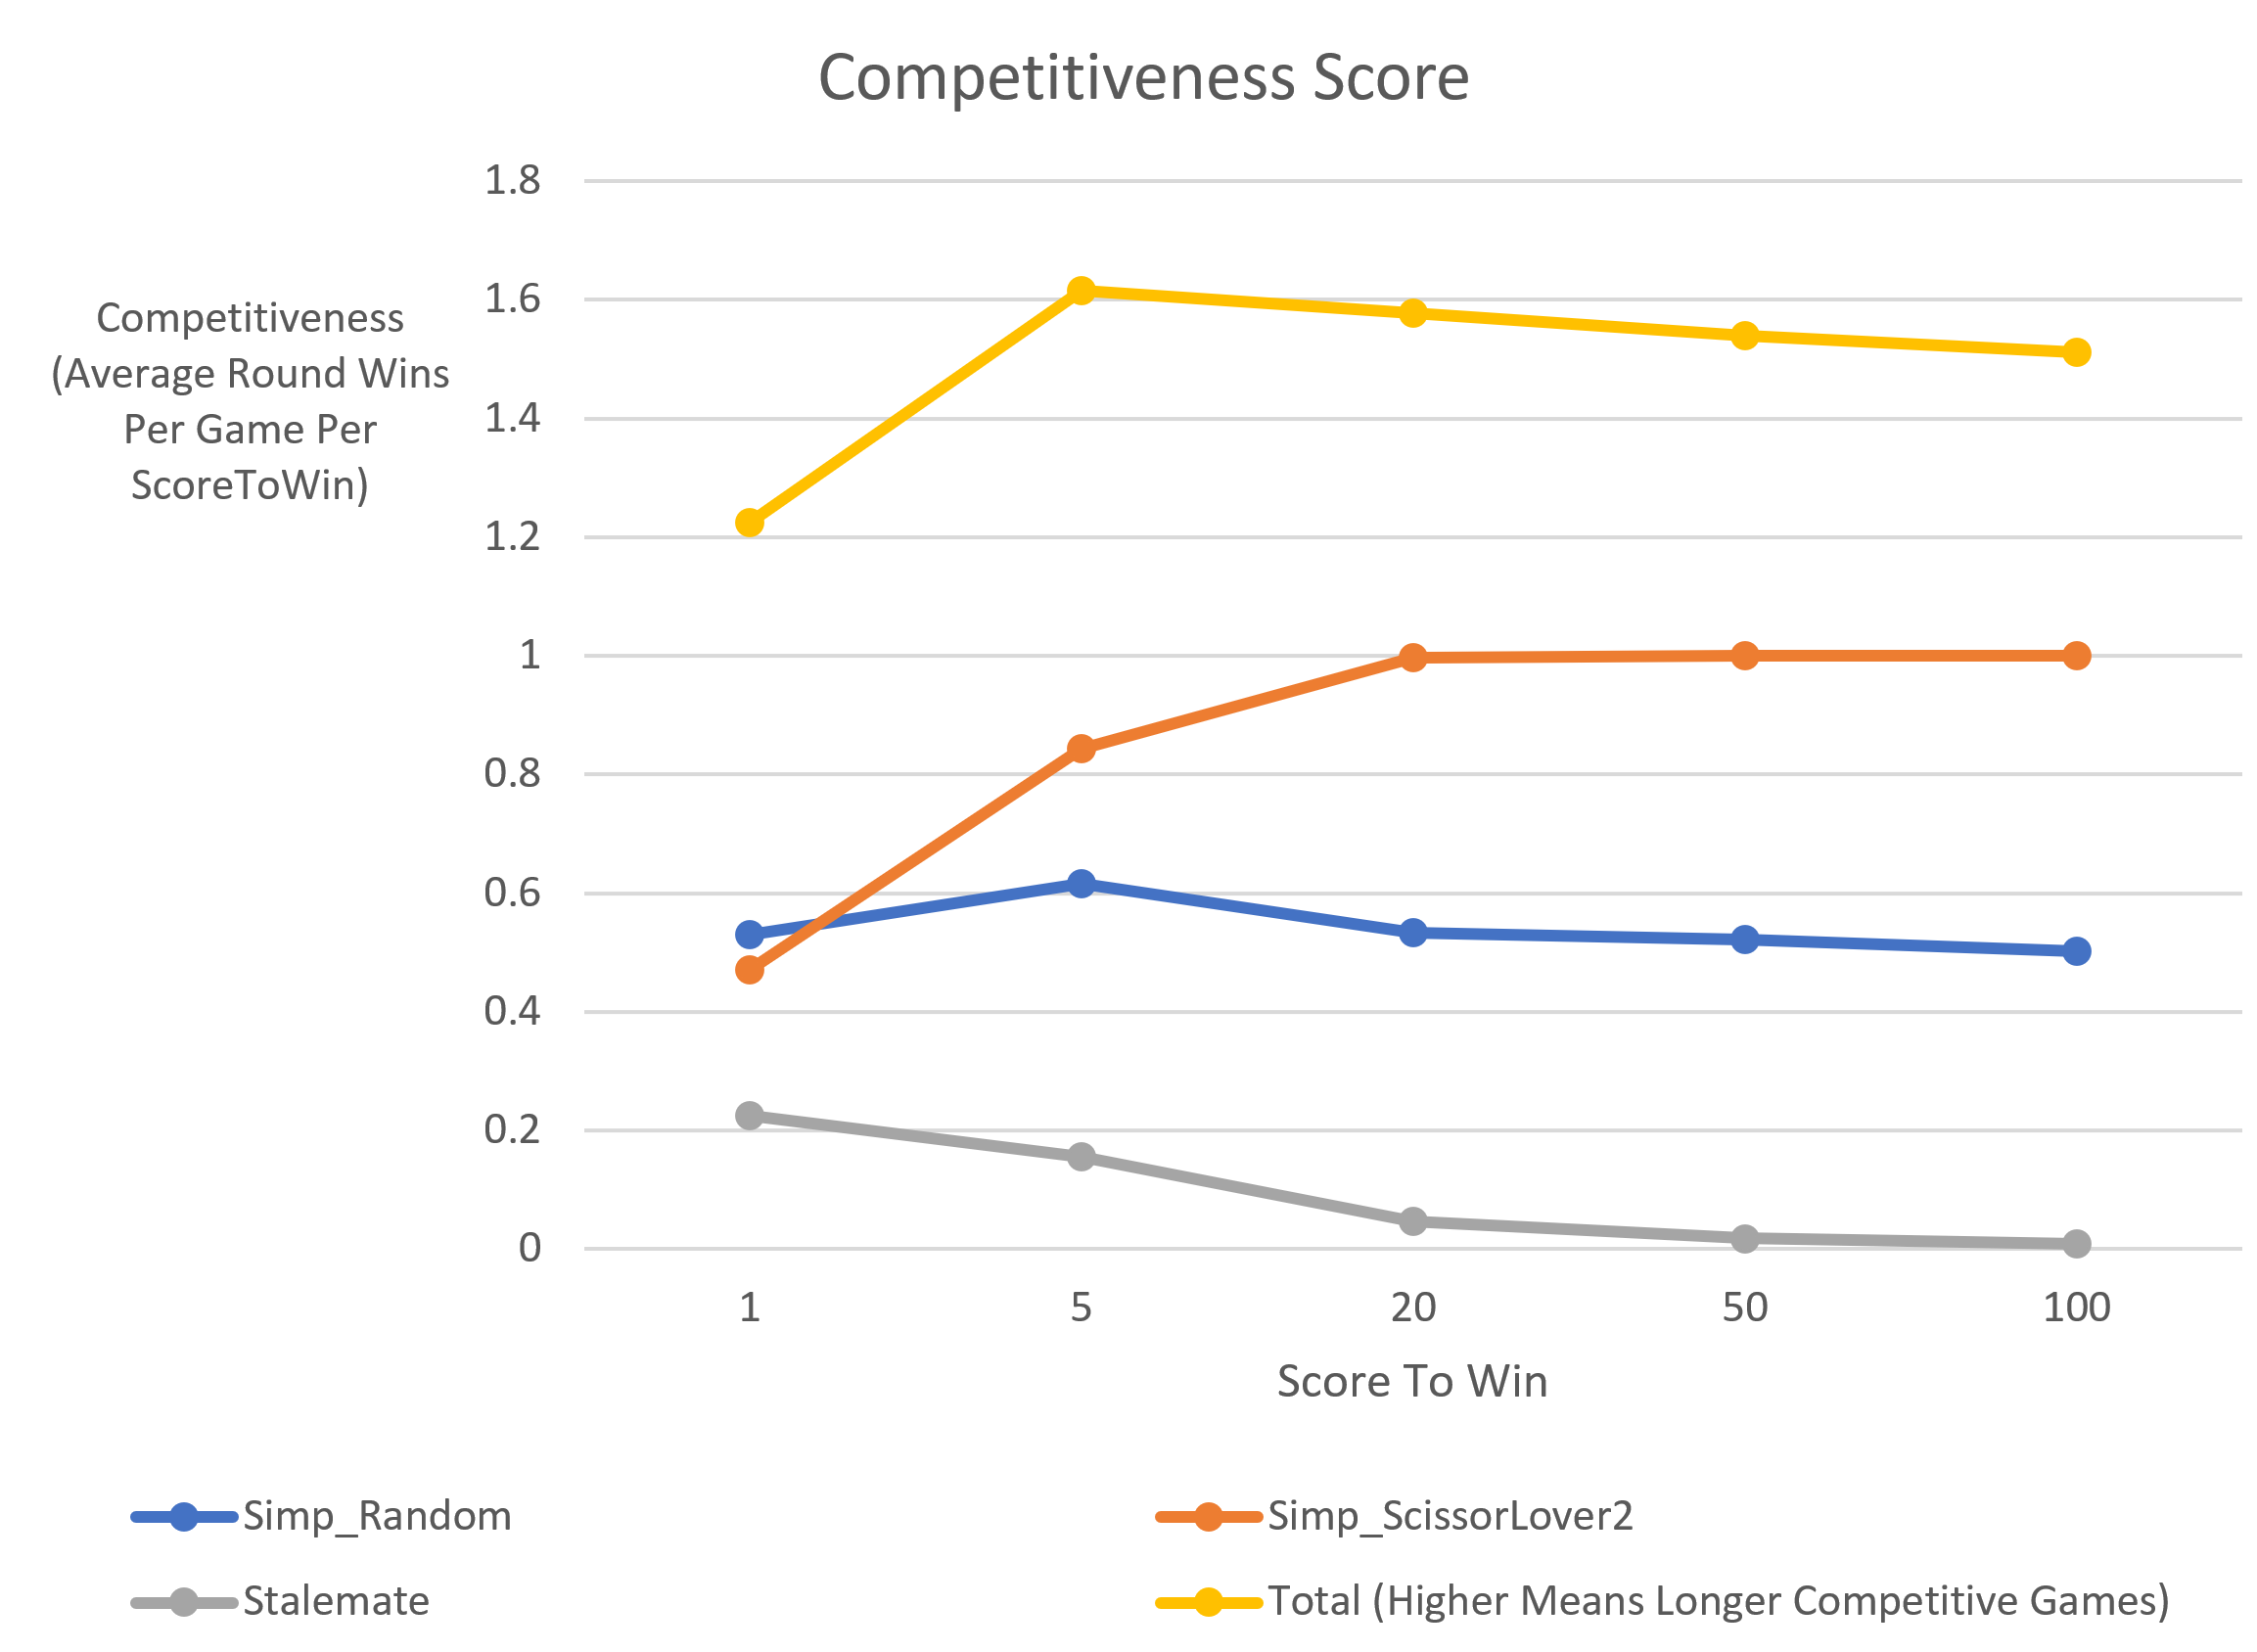 Competitiveness Score
1.8
1.6
1.4
1.2
1
0.8
0.6
0.4
0.2
0
Competitiveness
(Average Round Wins
Per Game Per
ScoreToWin)
1 5 20 50 100
Score To Win
Simp_Random
Simp_ScissorLover2
Stalemate
Total (Higher Means Longer Competitive Games)